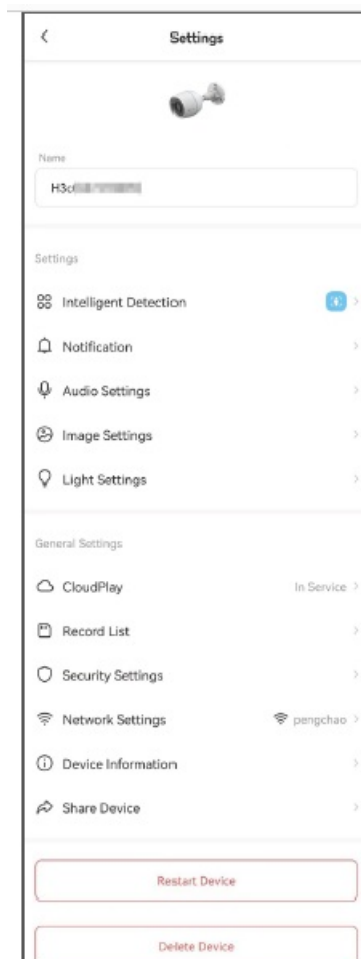 Settings
Name
H3c
Settings
Intelligent Detection
Notification
Audio Settings
Image Settings
Light Settings
General Settings
CloudPlay In Service
Record List
Security Settings
Network Settings pengchao
Device Information
Share Device
Restart Device
Delete Device